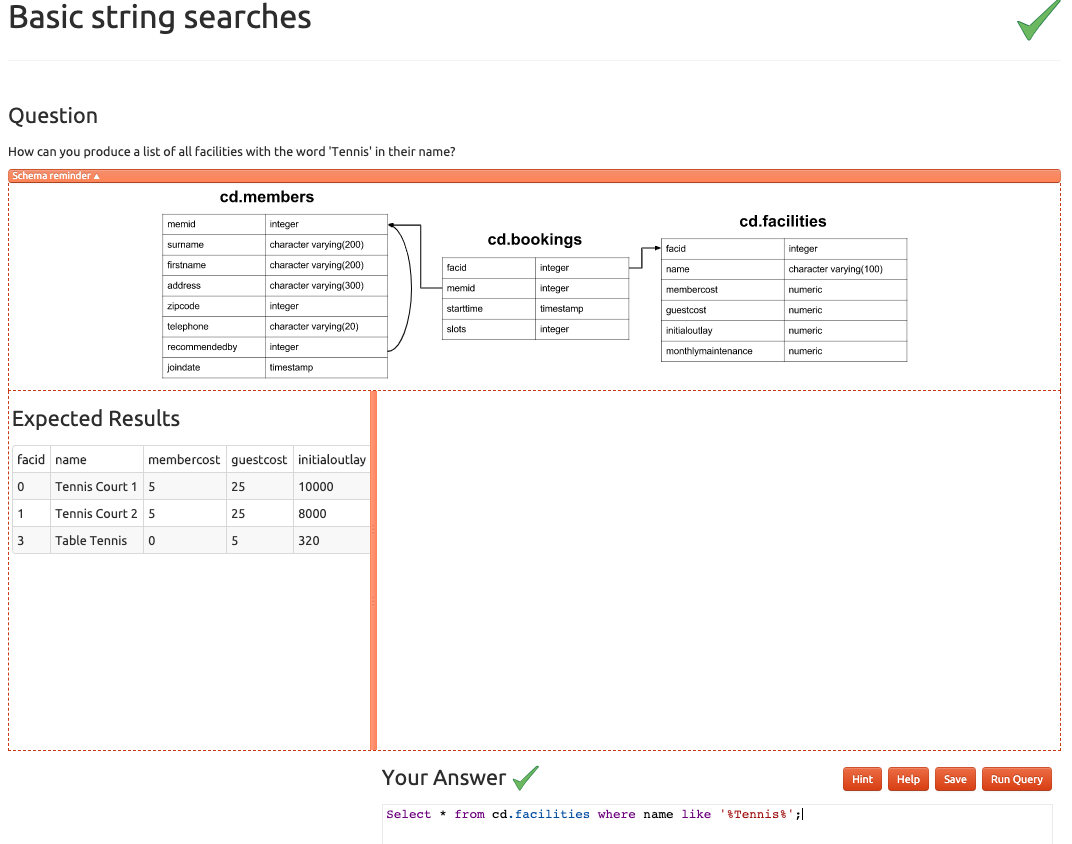 Basic string searches
Question
How can you produce a list of all facilities with the word 'Tennis' in their name?
Schema reminder ▲
cd.members
memid integer
surname character varying(200)
firstname character varying(200)
address character varying(300)
zipcode integer
telephone character varying(20)
recommendedby integer
joindate timestamp
cd.bookings
facid integer
memid integer
starttime timestamp
slots integer
cd.facilities
facid integer
name character varying(100)
membercost numeric
guestcost numeric
initialoutlay numeric
monthlymaintenance numeric
Expected Results
facid name membercost guestcost initialoutlay
0 Tennis Court 1 5 25 10000
1 Tennis Court 2 5 25 8000
3 Table Tennis 0 5 320
Your Answer
Hint Help Save Run Query
Select * from cd.facilities where name like '%Tennis%';